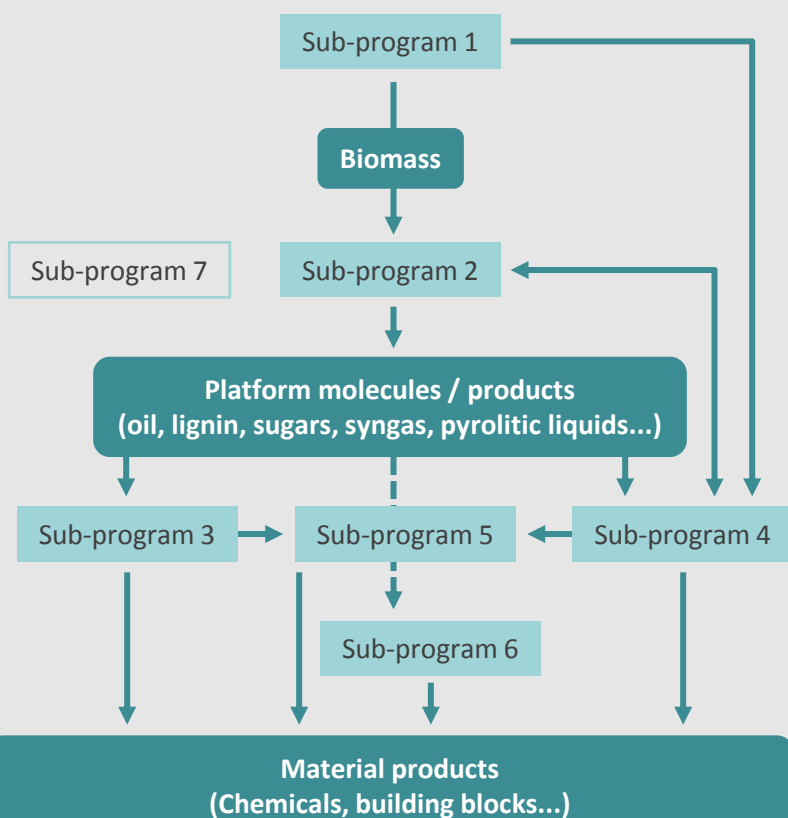 Sub-program 1
Biomass
Sub-program 7
Sub-program 2
Platform molecules / products
(oil, lignin, sugars, syngas, pyrolitic liquids...)
Sub-program 3
Sub-program 5
Sub-program 4
Sub-program 6
Material products
(Chemicals, building blocks...)